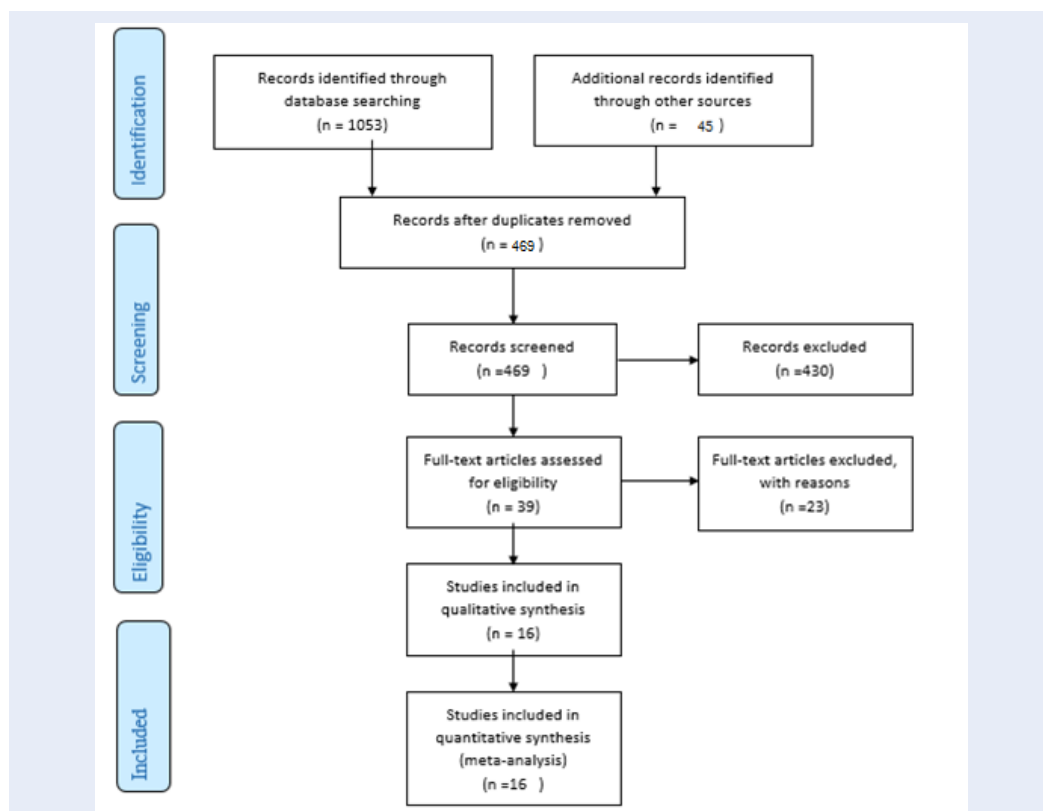 Identification
Records identified through
database searching
(n = 1053)
Additional records identified
through other sources
(n = 45 )
Records after duplicates removed
(n = 469 )
Screening
Records screened
(n =469 )
Records excluded
(n =430)
Eligibility
Full-text articles assessed
for eligibility
(n = 39)
Full-text articles excluded,
with reasons
(n =23)
Studies included in
qualitative synthesis
(n = 16)
Included
Studies included in
quantitative synthesis
(meta-analysis)
(n =16 )